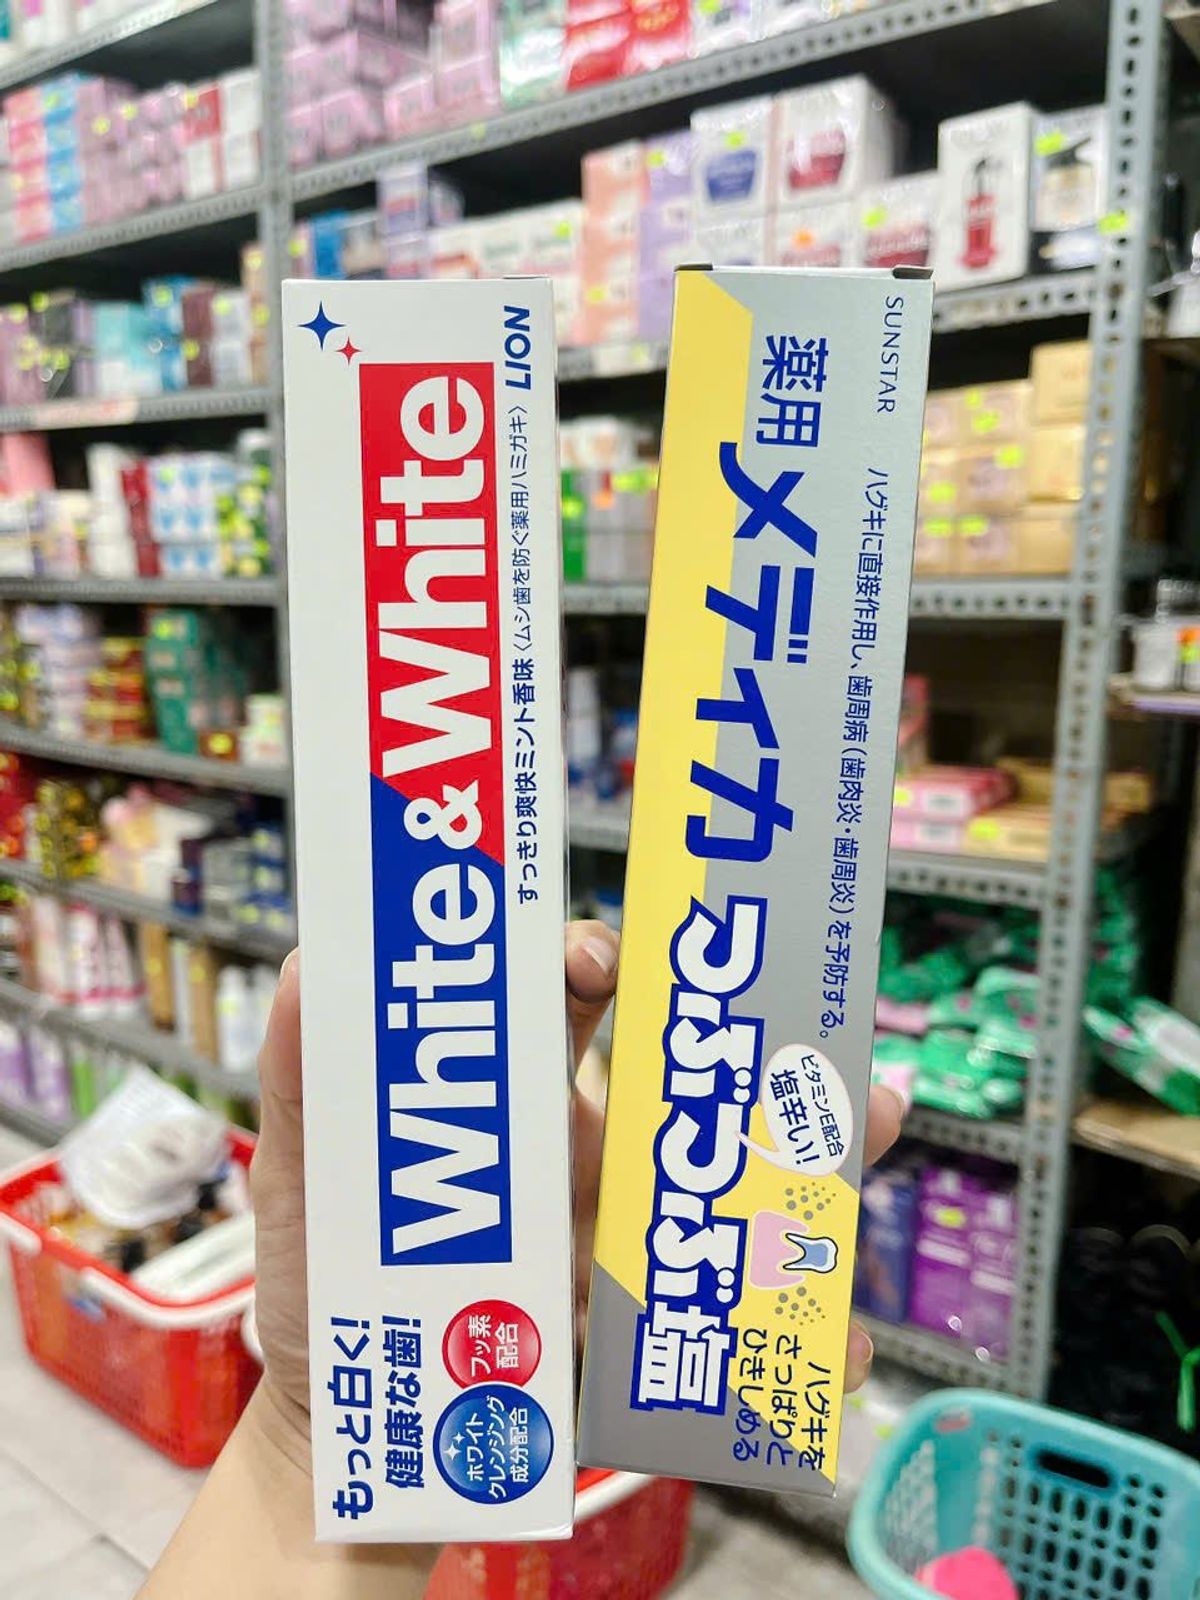 LION
White&White
すっきり爽快ミント香味〈ムシ歯を防ぐ薬用ハミガキ〉
もっと白く!
健康な歯!
フッ素
配合
ホワイト
クレンジング
成分配合
SUNSTAR
ハグキに直接作用し、歯周病(歯肉炎・歯周炎)を予防する。
薬用メディカつぶつぶ塩
ビタミンE配合
塩辛い!
ハグキを
さっぱりと
ひきしめる